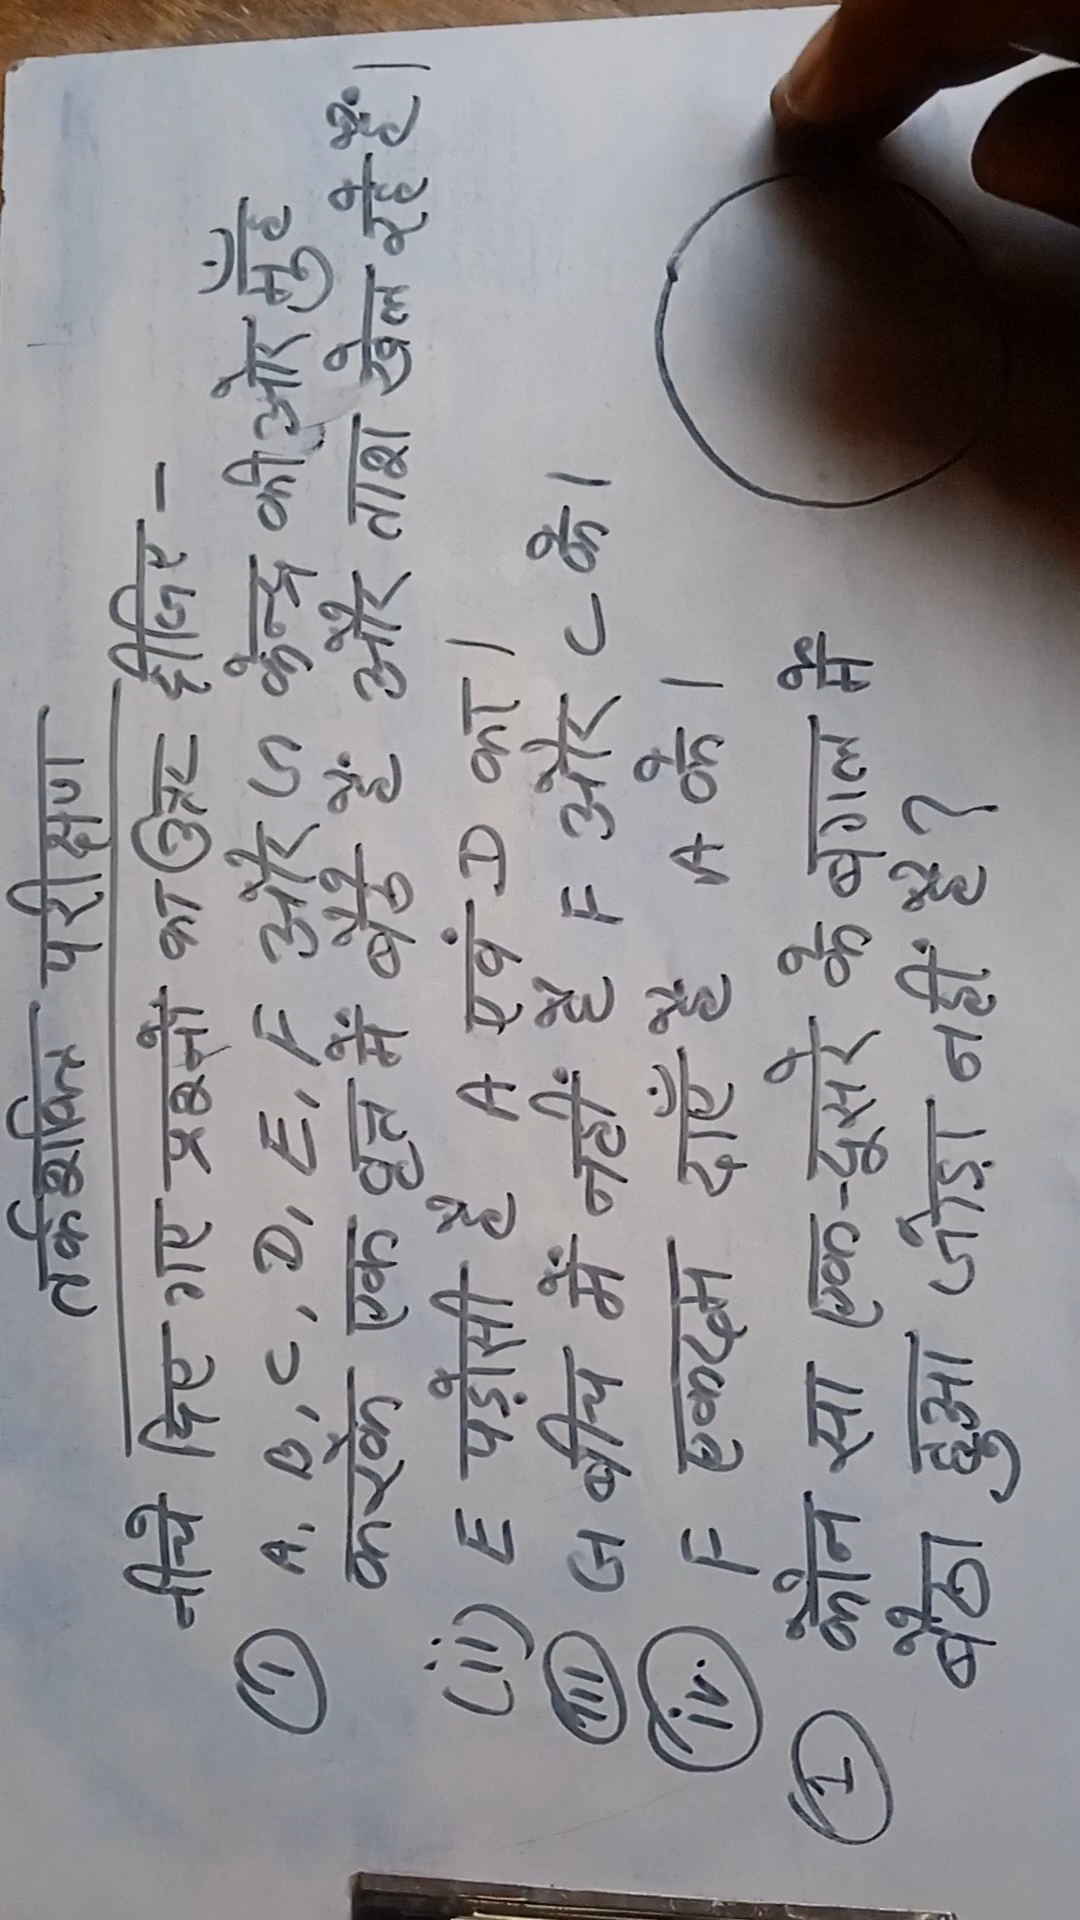 तर्कशक्ति परीक्षण
नीचे दिए गए प्रश्नों का उत्तर दीजिए -
① A, B, C, D, E, F और G केन्द्र की ओर मुँह
करके एक वृत में बैठे हैं और ताश खेल रहे हैं।
(ii) E पड़ोसी है A एवं D का।
iii G बीच में नहीं है F और C के।
iv. F एकदम दाएँ है A के।
I कौन सा एक-दूसरे के बगल में
बैठा हुआ जोड़ा नहीं है?